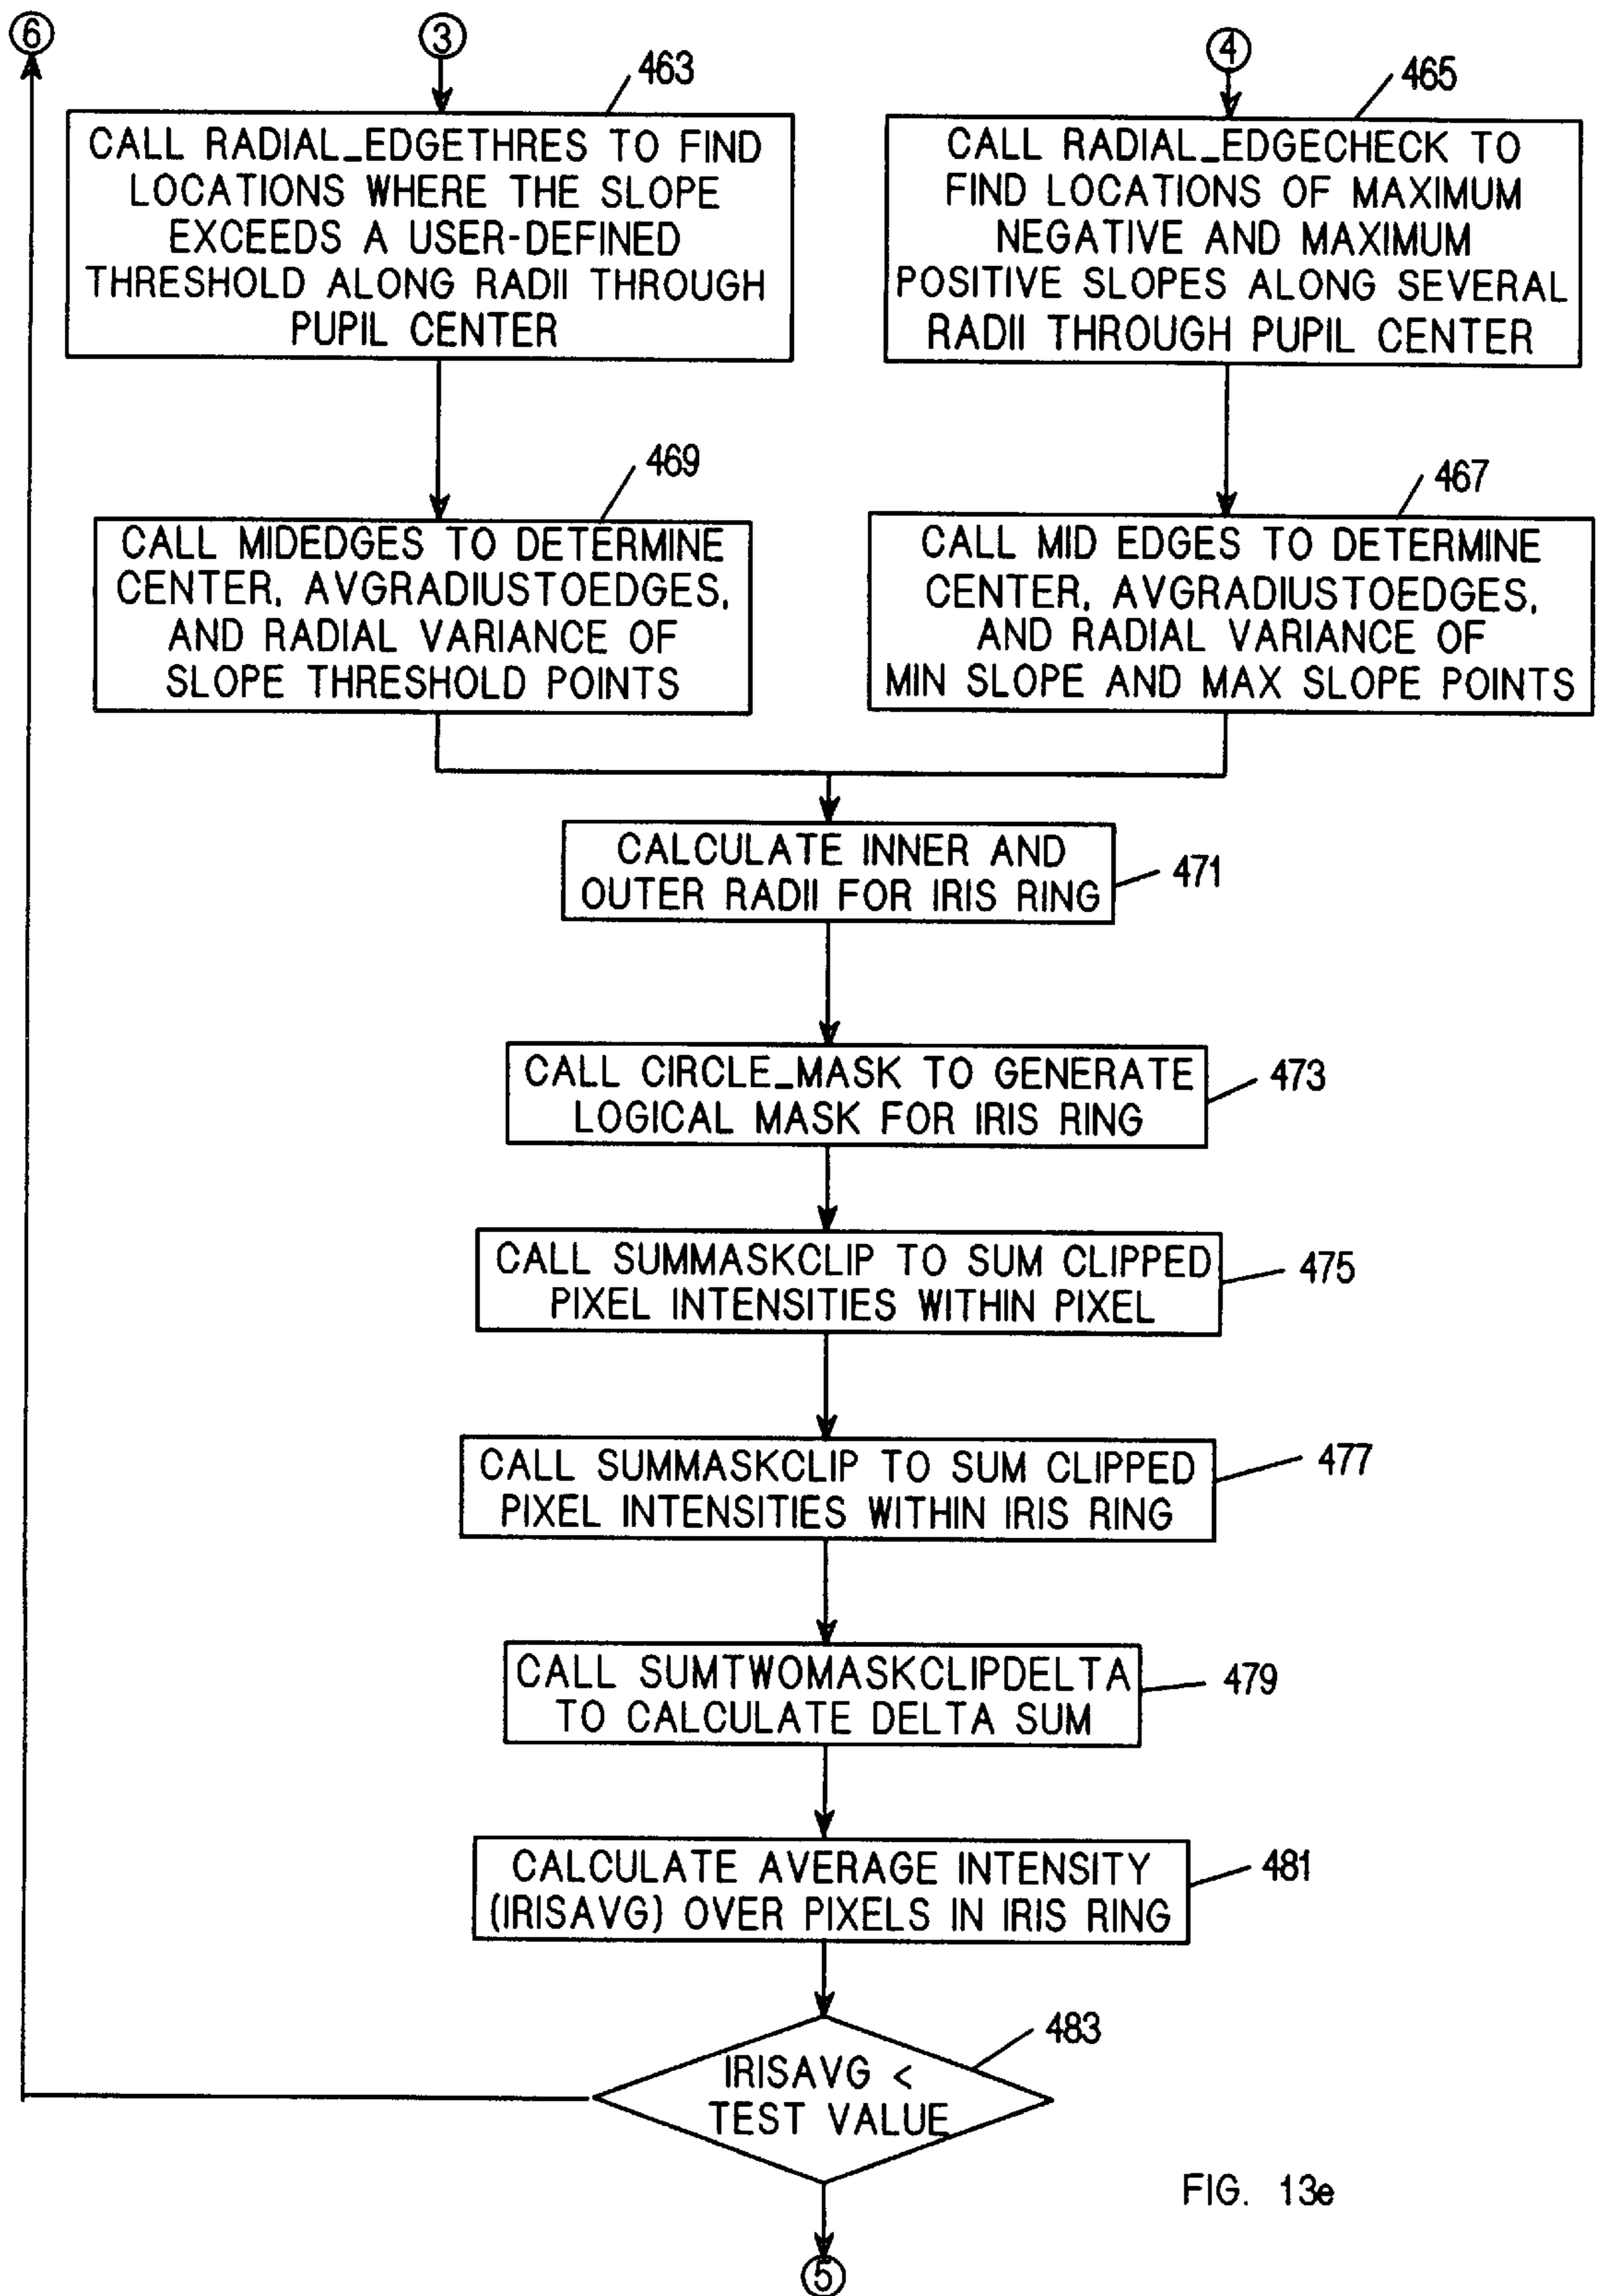 6
3
4
463
465
CALL RADIAL_EDGETHRES TO FIND
LOCATIONS WHERE THE SLOPE
EXCEEDS A USER-DEFINED
THRESHOLD ALONG RADII THROUGH
PUPIL CENTER
CALL RADIAL_EDGECHECK TO
FIND LOCATIONS OF MAXIMUM
NEGATIVE AND MAXIMUM
POSITIVE SLOPES ALONG SEVERAL
RADII THROUGH PUPIL CENTER
469
467
CALL MIDEDGES TO DETERMINE
CENTER, AVGRADIUSTOEDGES,
AND RADIAL VARIANCE OF
SLOPE THRESHOLD POINTS
CALL MID EDGES TO DETERMINE
CENTER, AVGRADIUSTOEDGES,
AND RADIAL VARIANCE OF
MIN SLOPE AND MAX SLOPE POINTS
CALCULATE INNER AND
OUTER RADII FOR IRIS RING
471
CALL CIRCLE_MASK TO GENERATE
LOGICAL MASK FOR IRIS RING
473
CALL SUMMASKCLIP TO SUM CLIPPED
PIXEL INTENSITIES WITHIN PIXEL
475
CALL SUMMASKCLIP TO SUM CLIPPED
PIXEL INTENSITIES WITHIN IRIS RING
477
CALL SUMTWOMASKCLIPDELTA
TO CALCULATE DELTA SUM
479
CALCULATE AVERAGE INTENSITY
(IRISAVG) OVER PIXELS IN IRIS RING
481
483
IRISAVG <
TEST VALUE
FIG. 13e
5